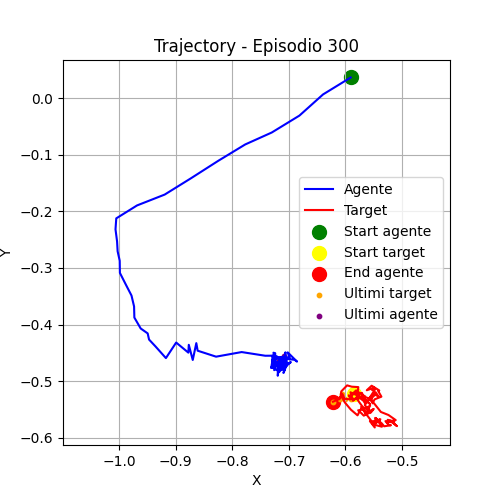 Trajectory - Episodio 300
0.0
−0.1
−0.2
−0.3
−0.4
−0.5
−0.6
Y
Agente
Target
Start agente
Start target
End agente
Ultimi target
Ultimi agente
−1.0
−0.9
−0.8
−0.7
−0.6
−0.5
X